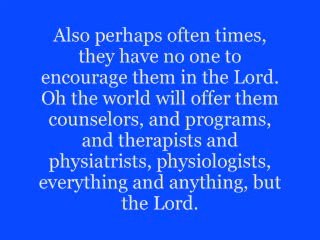 Also perhaps often times,
they have no one to
encourage them in the Lord.
Oh the world will offer them
counselors, and programs,
and therapists and
physiatrists, physiologists,
everything and anything, but
the Lord.